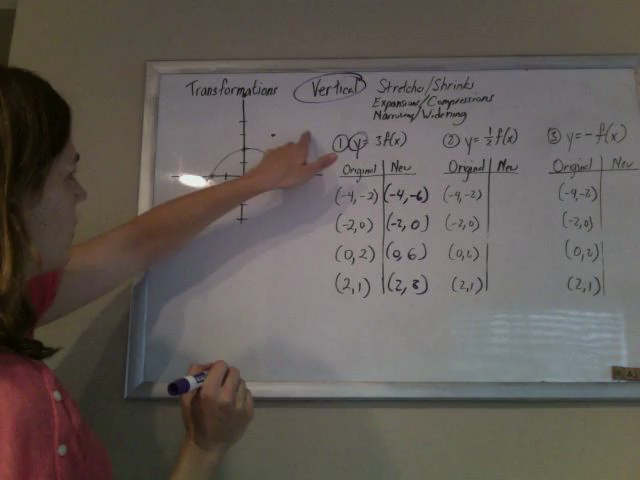 Transformations Vertical Stretchs/Shrinks
Expansions/Compressions
Narrowing/Widening
① y = 3f(x) ② y = 1/2 f(x) ③ y = -f(x)
Original New Original New Original New
(-4,-2) (-4,-6) (-4,-2) (-4,-2)
(-2,0) (-2,0) (-2,0) (-2,0)
(0,2) (0,6) (0,2) (0,2)
(2,1) (2,3) (2,1) (2,1)